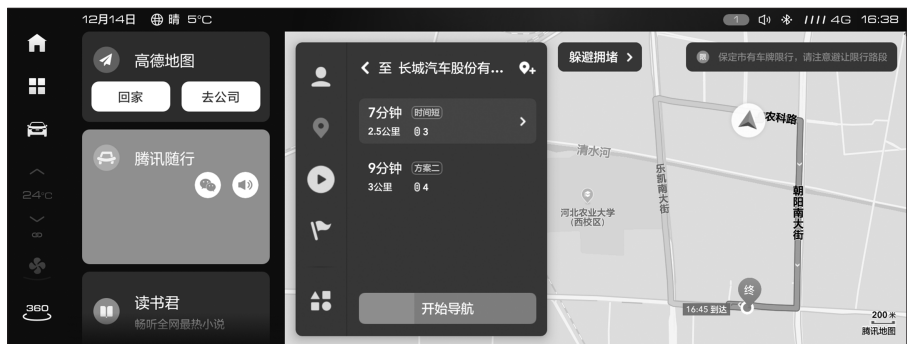 12月14日 晴 5°C
1 4G 16:38
高德地图
回家 去公司
腾讯随行
24°C
360
读书君
畅听全网最热小说
至 长城汽车股份有...
7分钟 时间短
2.5公里 3
9分钟 方案二
3公里 4
开始导航
躲避拥堵
保定市有车牌限行，请注意避让限行路段
农科路
清水河
乐凯南大街
河北农业大学
(西校区)
朝阳南大街
终
16:45 到达
200 米
腾讯地图